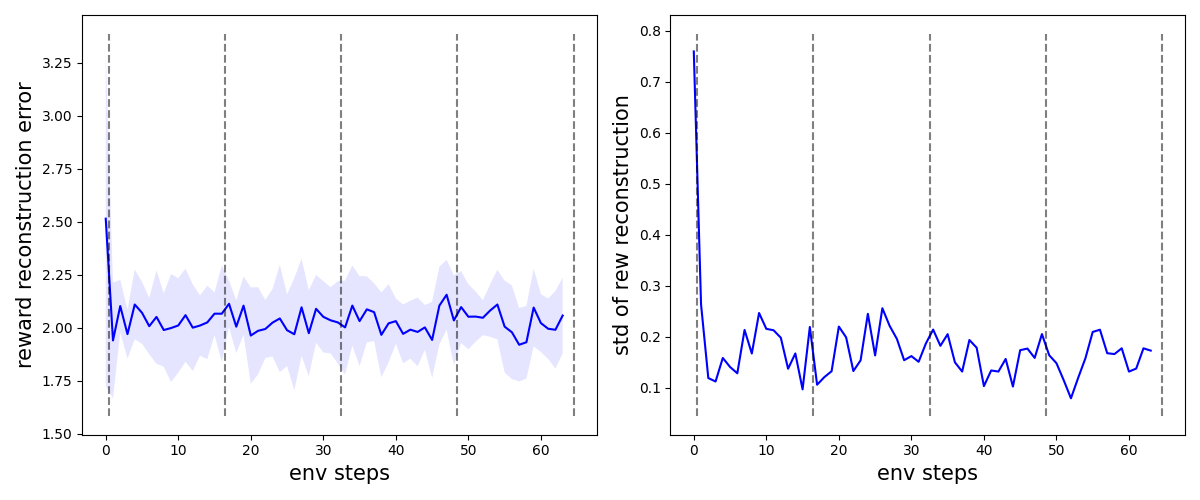 reward reconstruction error
3.25
3.00
2.75
2.50
2.25
2.00
1.75
1.50
0 10 20 30 40 50 60
env steps
std of rew reconstruction
0.8
0.7
0.6
0.5
0.4
0.3
0.2
0.1
0 10 20 30 40 50 60
env steps